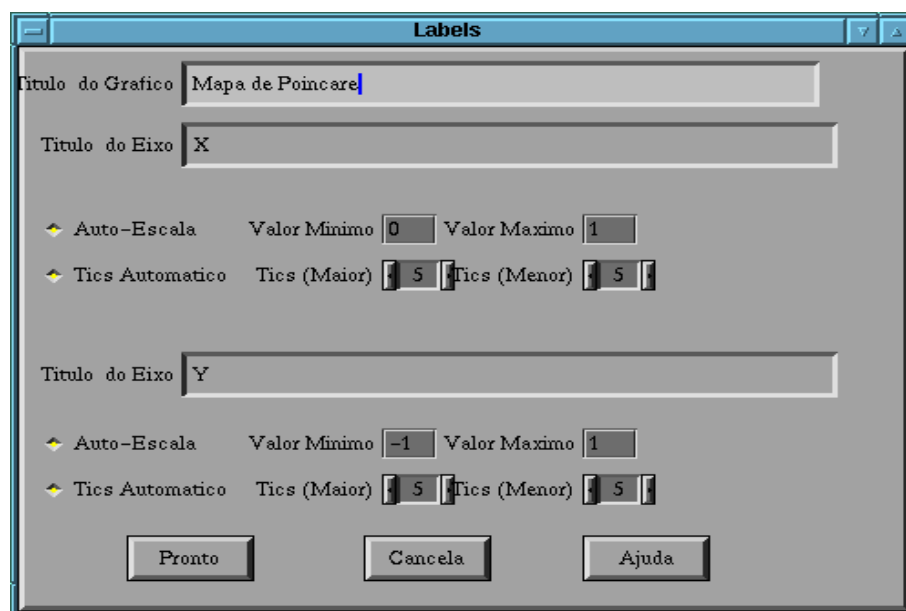 Labels
Titulo do Grafico Mapa de Poincare
Titulo do Eixo X
Auto-Escala Valor Minimo 0 Valor Maximo 1
Tics Automatico Tics (Maior) 5 Tics (Menor) 5
Titulo do Eixo Y
Auto-Escala Valor Minimo -1 Valor Maximo 1
Tics Automatico Tics (Maior) 5 Tics (Menor) 5
Pronto Cancela Ajuda